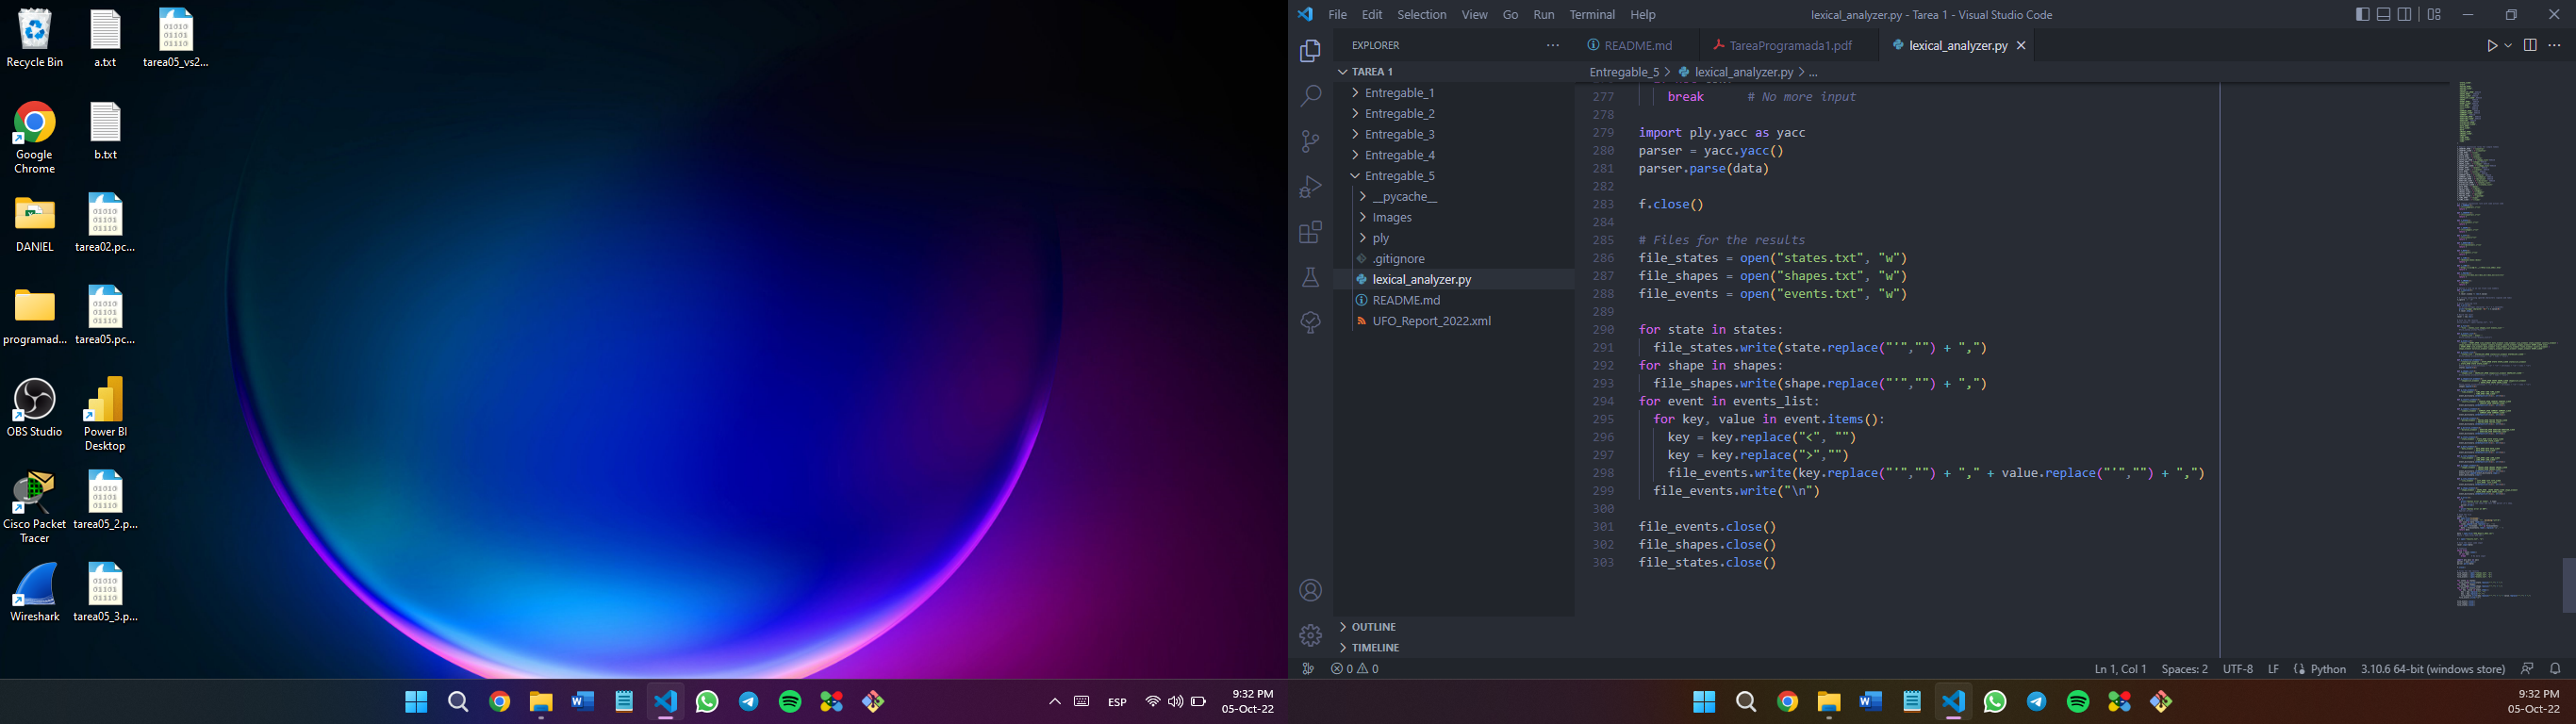 Recycle Bin
a.txt
tarea05_vs2...
Google
Chrome
b.txt
DANIEL
tarea02.pc...
programad...
tarea05.pc...
OBS Studio
Power BI
Desktop
Cisco Packet
Tracer
tarea05_2.p...
Wireshark
tarea05_3.p...
ESP
9:32 PM
05-Oct-22
File Edit Selection View Go Run Terminal Help
lexical_analyzer.py - Tarea 1 - Visual Studio Code
EXPLORER
TAREA 1
Entregable_1
Entregable_2
Entregable_3
Entregable_4
Entregable_5
__pycache__
Images
ply
.gitignore
lexical_analyzer.py
README.md
UFO_Report_2022.xml
OUTLINE
TIMELINE
README.md TareaProgramada1.pdf lexical_analyzer.py
Entregable_5 > lexical_analyzer.py > ...
277 break # No more input
278
279 import ply.yacc as yacc
280 parser = yacc.yacc()
281 parser.parse(data)
282
283 f.close()
284
285 # Files for the results
286 file_states = open("states.txt", "w")
287 file_shapes = open("shapes.txt", "w")
288 file_events = open("events.txt", "w")
289
290 for state in states:
291 file_states.write(state.replace("'","") + ",")
292 for shape in shapes:
293 file_shapes.write(shape.replace("'","") + ",")
294 for event in events_list:
295 for key, value in event.items():
296 key = key.replace("<", "")
297 key = key.replace(">","")
298 file_events.write(key.replace("'","") + "," + value.replace("'","") + ",")
299 file_events.write("\n")
300
301 file_events.close()
302 file_shapes.close()
303 file_states.close()
0 0
Ln 1, Col 1 Spaces: 2 UTF-8 LF Python 3.10.6 64-bit (windows store)
9:32 PM
05-Oct-22